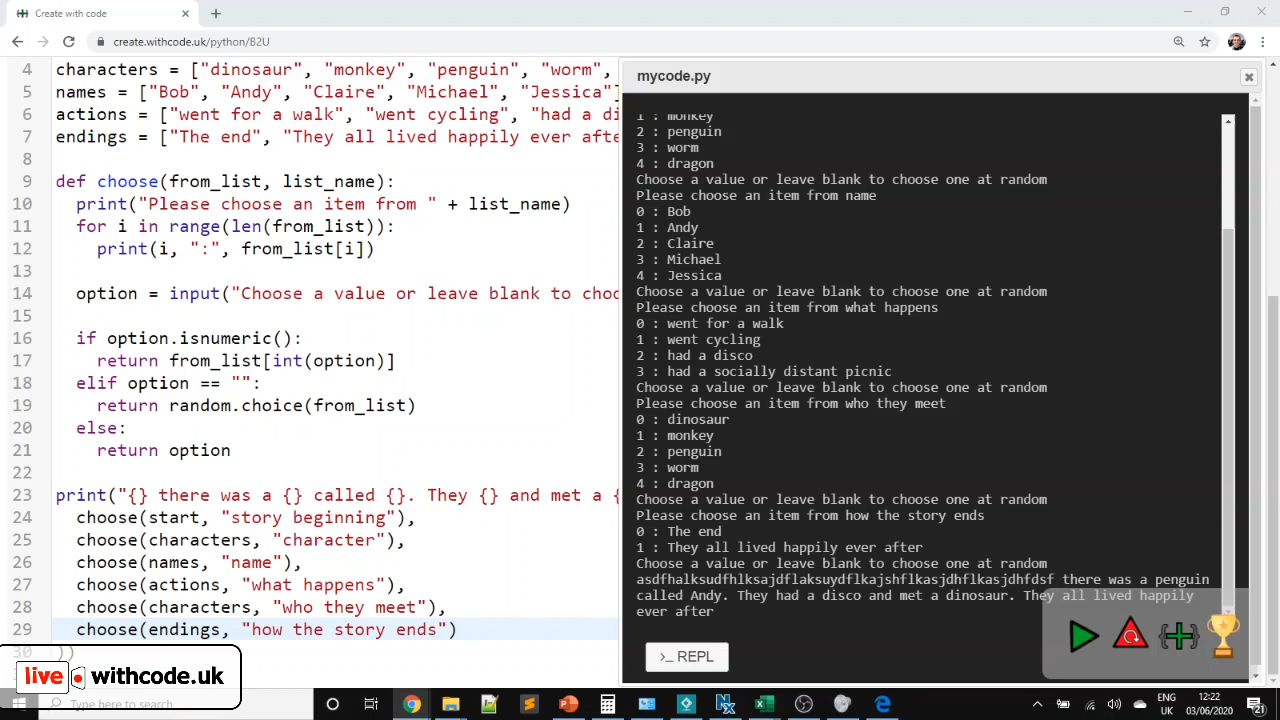 Create with code
create.withcode.uk/python/B2U
4 characters = ["dinosaur", "monkey", "penguin", "worm",
5 names = ["Bob", "Andy", "Claire", "Michael", "Jessica"]
6 actions = ["went for a walk", "went cycling", "had a di
7 endings = ["The end", "They all lived happily ever afte
8
9 def choose(from_list, list_name):
10 print("Please choose an item from " + list_name)
11 for i in range(len(from_list)):
12 print(i, ":", from_list[i])
13
14 option = input("Choose a value or leave blank to choo
15
16 if option.isnumeric():
17 return from_list[int(option)]
18 elif option == "":
19 return random.choice(from_list)
20 else:
21 return option
22
23 print("{} there was a {} called {}. They {} and met a {
24 choose(start, "story beginning"),
25 choose(characters, "character"),
26 choose(names, "name"),
27 choose(actions, "what happens"),
28 choose(characters, "who they meet"),
29 choose(endings, "how the story ends")
30 ))
mycode.py
1 : monkey
2 : penguin
3 : worm
4 : dragon
Choose a value or leave blank to choose one at random
Please choose an item from name
0 : Bob
1 : Andy
2 : Claire
3 : Michael
4 : Jessica
Choose a value or leave blank to choose one at random
Please choose an item from what happens
0 : went for a walk
1 : went cycling
2 : had a disco
3 : had a socially distant picnic
Choose a value or leave blank to choose one at random
Please choose an item from who they meet
0 : dinosaur
1 : monkey
2 : penguin
3 : worm
4 : dragon
Choose a value or leave blank to choose one at random
Please choose an item from how the story ends
0 : The end
1 : They all lived happily ever after
Choose a value or leave blank to choose one at random
asdfhalksudfhlksajdflaksuydflkajshflkasjdhflkasjdhfdsf there was a penguin
called Andy. They had a disco and met a dinosaur. They all lived happily
ever after
>_ REPL
live withcode.uk
Type here to search
ENG
UK
12:22
03/06/2020
21